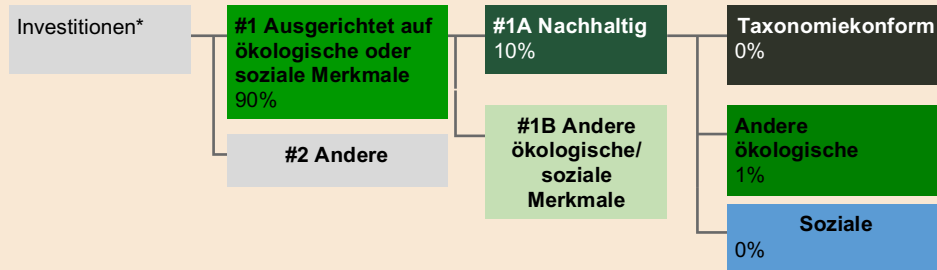 Investitionen*
#1 Ausgerichtet auf
ökologische oder
soziale Merkmale
90%
#2 Andere
#1A Nachhaltig
10%
#1B Andere
ökologische/
soziale
Merkmale
Taxonomiekonform
0%
Andere
ökologische
1%
Soziale
0%